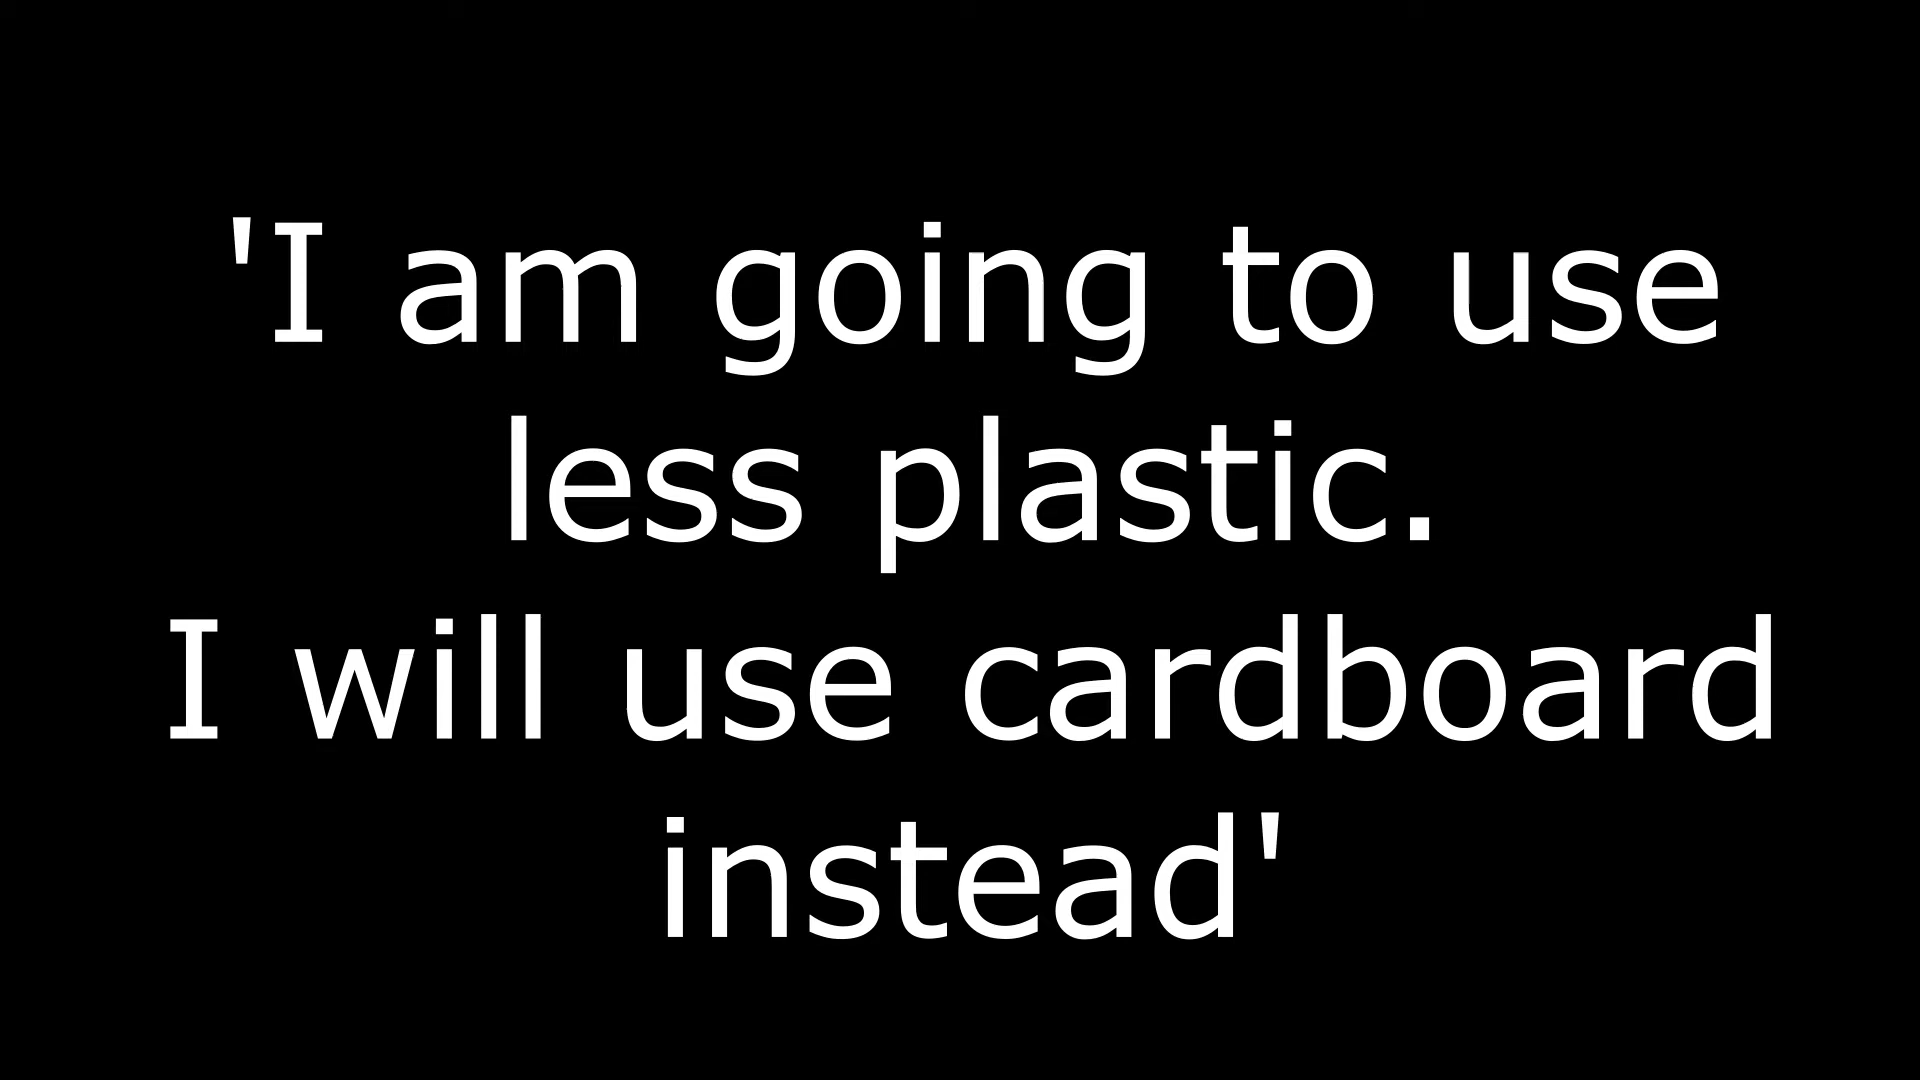 'I am going to use
less plastic.
I will use cardboard
instead'